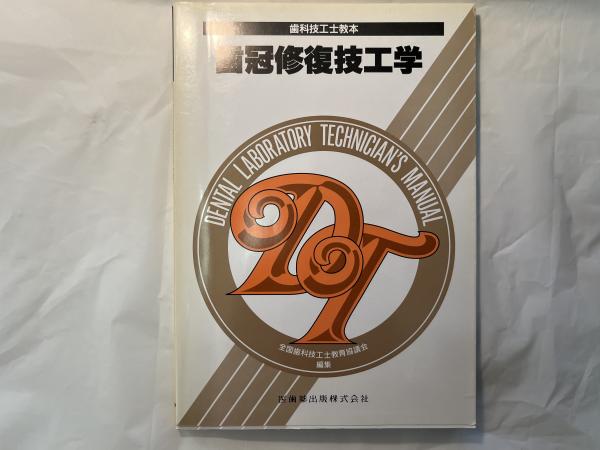 歯科技工士教本
歯冠修復技工学
DENTAL LABORATORY TECHNICIAN'S MANUAL
DT
全国歯科技工士教育協議会
編集
医歯薬出版株式会社